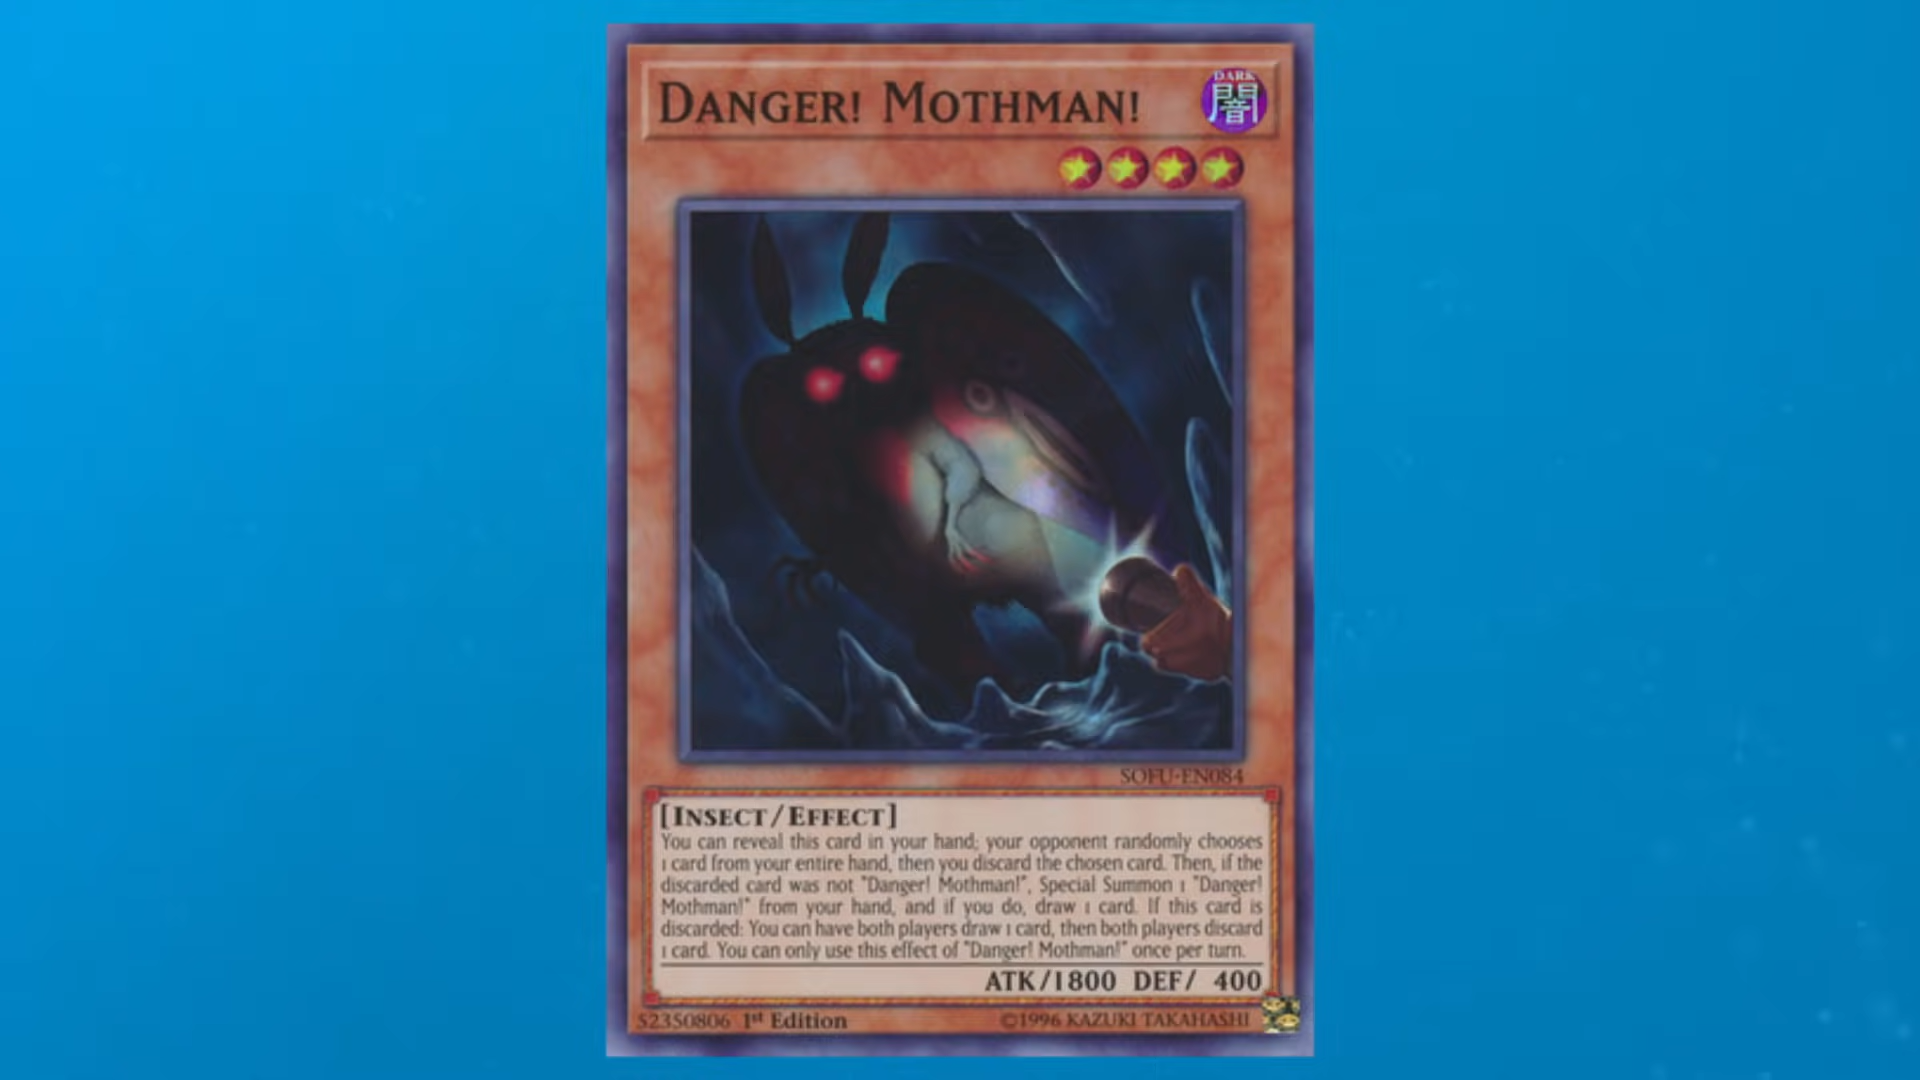 DANGER! MOTHMAN!
DARK
闇
SOFU-EN084
[INSECT/EFFECT]
You can reveal this card in your hand; your opponent randomly chooses
1 card from your entire hand, then you discard the chosen card. Then, if the
discarded card was not "Danger! Mothman!", Special Summon 1 "Danger!
Mothman!" from your hand, and if you do, draw 1 card. If this card is
discarded: You can have both players draw 1 card, then both players discard
1 card. You can only use this effect of "Danger! Mothman!" once per turn.
ATK/1800 DEF/ 400
52350806 1st Edition ©1996 KAZUKI TAKAHASHI